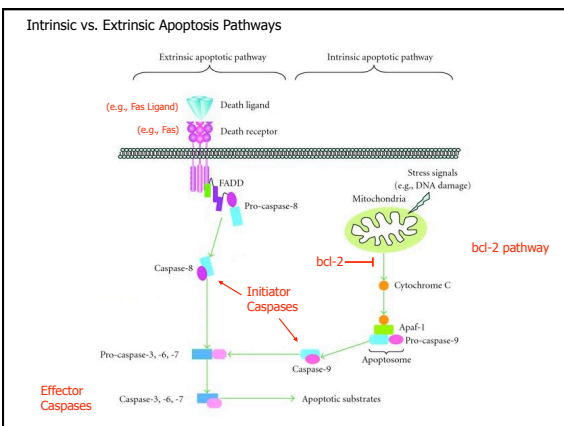 Intrinsic vs. Extrinsic Apoptosis Pathways
Extrinsic apoptotic pathway
Intrinsic apoptotic pathway
(e.g., Fas Ligand)
Death ligand
(e.g., Fas)
Death receptor
FADD
Pro-caspase-8
Stress signals
(e.g., DNA damage)
Mitochondria
bcl-2 pathway
bcl-2
Caspase-8
Cytochrome C
Initiator
Caspases
Apaf-1
Pro-caspase-9
Apoptosome
Pro-caspase-3, -6, -7
Caspase-9
Effector
Caspases
Caspase-3, -6, -7
Apoptotic substrates